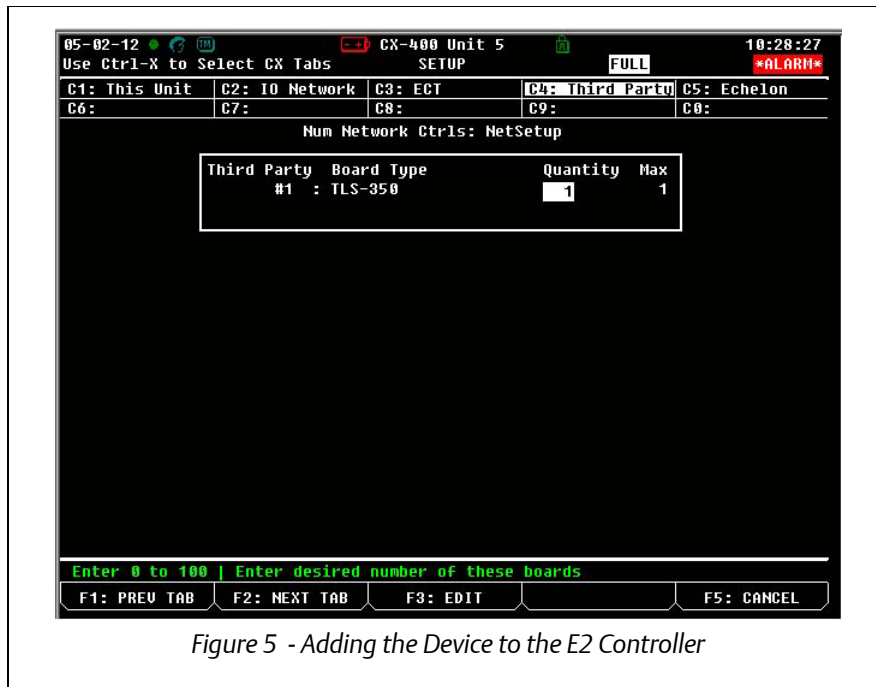 05-02-12 TM - + CX-400 Unit 5 10:28:27
Use Ctrl-X to Select CX Tabs SETUP FULL *ALARM*
C1: This Unit C2: IO Network C3: ECT C4: Third Party C5: Echelon
C6: C7: C8: C9: C0:
Num Network Ctrls: NetSetup
Third Party Board Type Quantity Max
#1 : TLS-350 1 1
Enter 0 to 100 | Enter desired number of these boards
F1: PREV TAB F2: NEXT TAB F3: EDIT F5: CANCEL
Figure 5 - Adding the Device to the E2 Controller